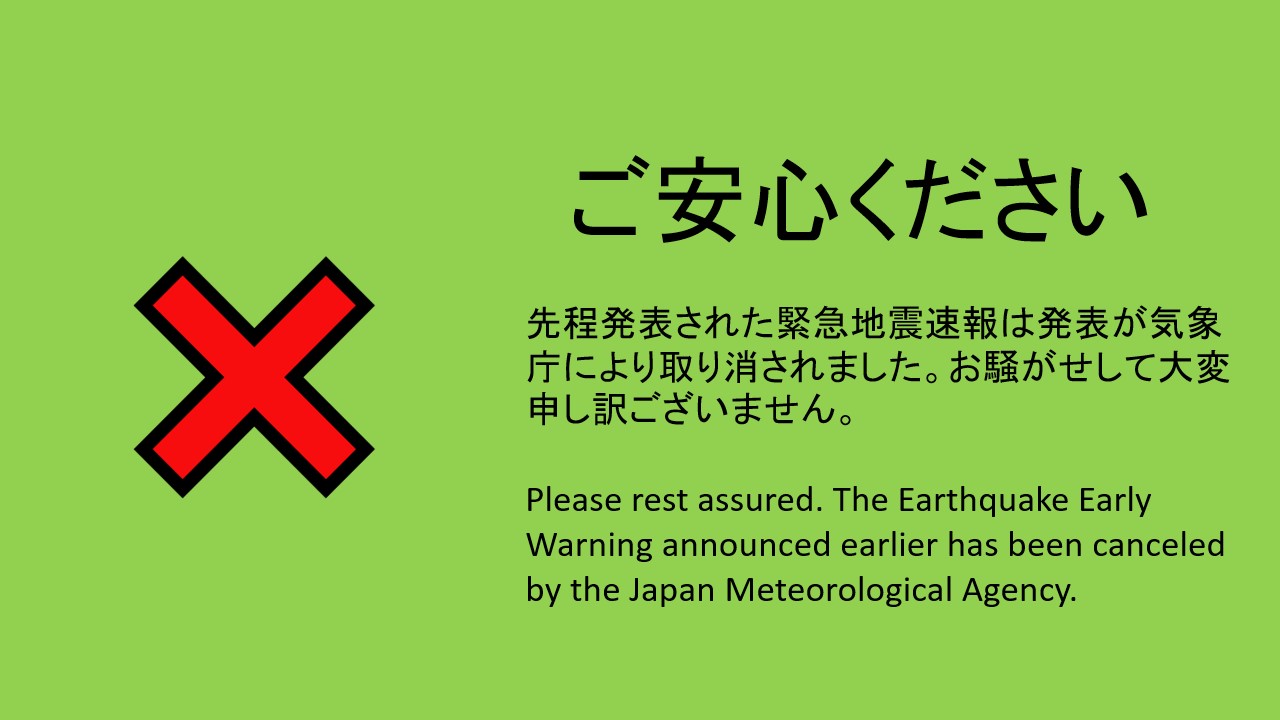 ご安心ください
先程発表された緊急地震速報は発表が気象
庁により取り消されました。お騒がせして大変
申し訳ございません。
Please rest assured. The Earthquake Early
Warning announced earlier has been canceled
by the Japan Meteorological Agency.